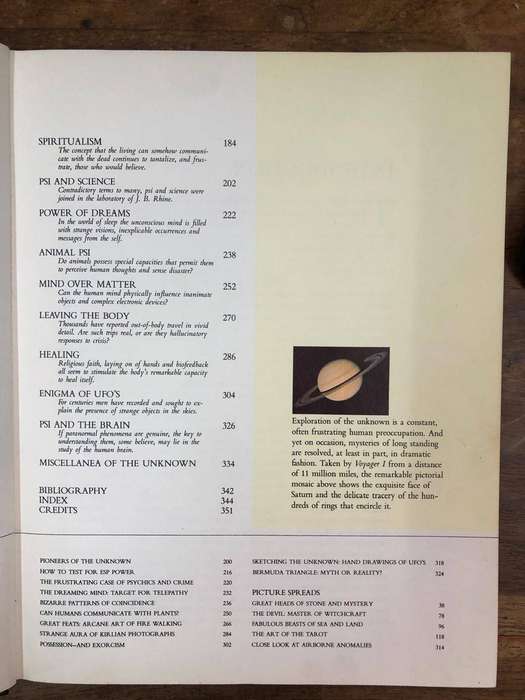 SPIRITUALISM 184
The concept that the living can somehow communi-
cate with the dead continues to tantalize, and frus-
trate, those who would believe.
PSI AND SCIENCE 202
Contradictory terms to many, psi and science were
joined in the laboratory of J. B. Rhine.
POWER OF DREAMS 222
In the world of sleep the unconscious mind is filled
with strange visions, inexplicable occurrences and
messages from the self.
ANIMAL PSI 238
Do animals possess special capacities that permit them
to perceive human thoughts and sense disaster?
MIND OVER MATTER 252
Can the human mind physically influence inanimate
objects and complex electronic devices?
LEAVING THE BODY 270
Thousands have reported out-of-body travel in vivid
detail. Are such trips real, or are they hallucinatory
responses to crisis?
HEALING 286
Religious faith, laying on of hands and biofeedback
all seem to stimulate the body's remarkable capacity
to heal itself.
ENIGMA OF UFO'S 304
For centuries men have recorded and sought to ex-
plain the presence of strange objects in the skies.
PSI AND THE BRAIN 326
If paranormal phenomena are genuine, the key to
understanding them, some believe, may lie in the
study of the human brain.
MISCELLANEA OF THE UNKNOWN 334
BIBLIOGRAPHY 342
INDEX 344
CREDITS 351
Exploration of the unknown is a constant,
often frustrating human preoccupation. And
yet on occasion, mysteries of long standing
are resolved, at least in part, in dramatic
fashion. Taken by Voyager I from a distance
of 11 million miles, the remarkable pictorial
mosaic above shows the exquisite face of
Saturn and the delicate tracery of the hun-
dreds of rings that encircle it.
PIONEERS OF THE UNKNOWN 200
HOW TO TEST FOR ESP POWER 216
THE FRUSTRATING CASE OF PSYCHICS AND CRIME 220
THE DREAMING MIND: TARGET FOR TELEPATHY 232
BIZARRE PATTERNS OF COINCIDENCE 236
CAN HUMANS COMMUNICATE WITH PLANTS? 250
GREAT FEATS: ARCANE ART OF FIRE WALKING 266
STRANGE AURA OF KIRLIAN PHOTOGRAPHS 284
POSSESSION—AND EXORCISM 302
SKETCHING THE UNKNOWN: HAND DRAWINGS OF UFO'S 318
BERMUDA TRIANGLE: MYTH OR REALITY? 324
PICTURE SPREADS
GREAT HEADS OF STONE AND MYSTERY 38
THE DEVIL: MASTER OF WITCHCRAFT 78
FABULOUS BEASTS OF SEA AND LAND 96
THE ART OF THE TAROT 118
CLOSE LOOK AT AIRBORNE ANOMALIES 314